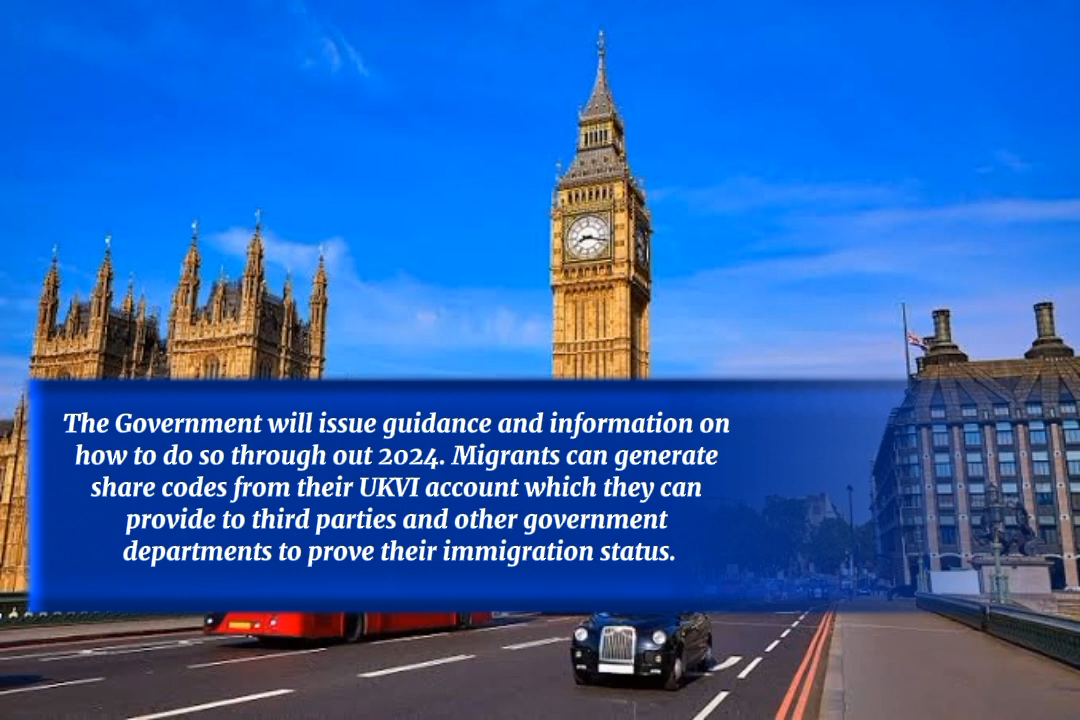 The Government will issue guidance and information on
how to do so through out 2024. Migrants can generate
share codes from their UKVI account which they can
provide to third parties and other government
departments to prove their immigration status.